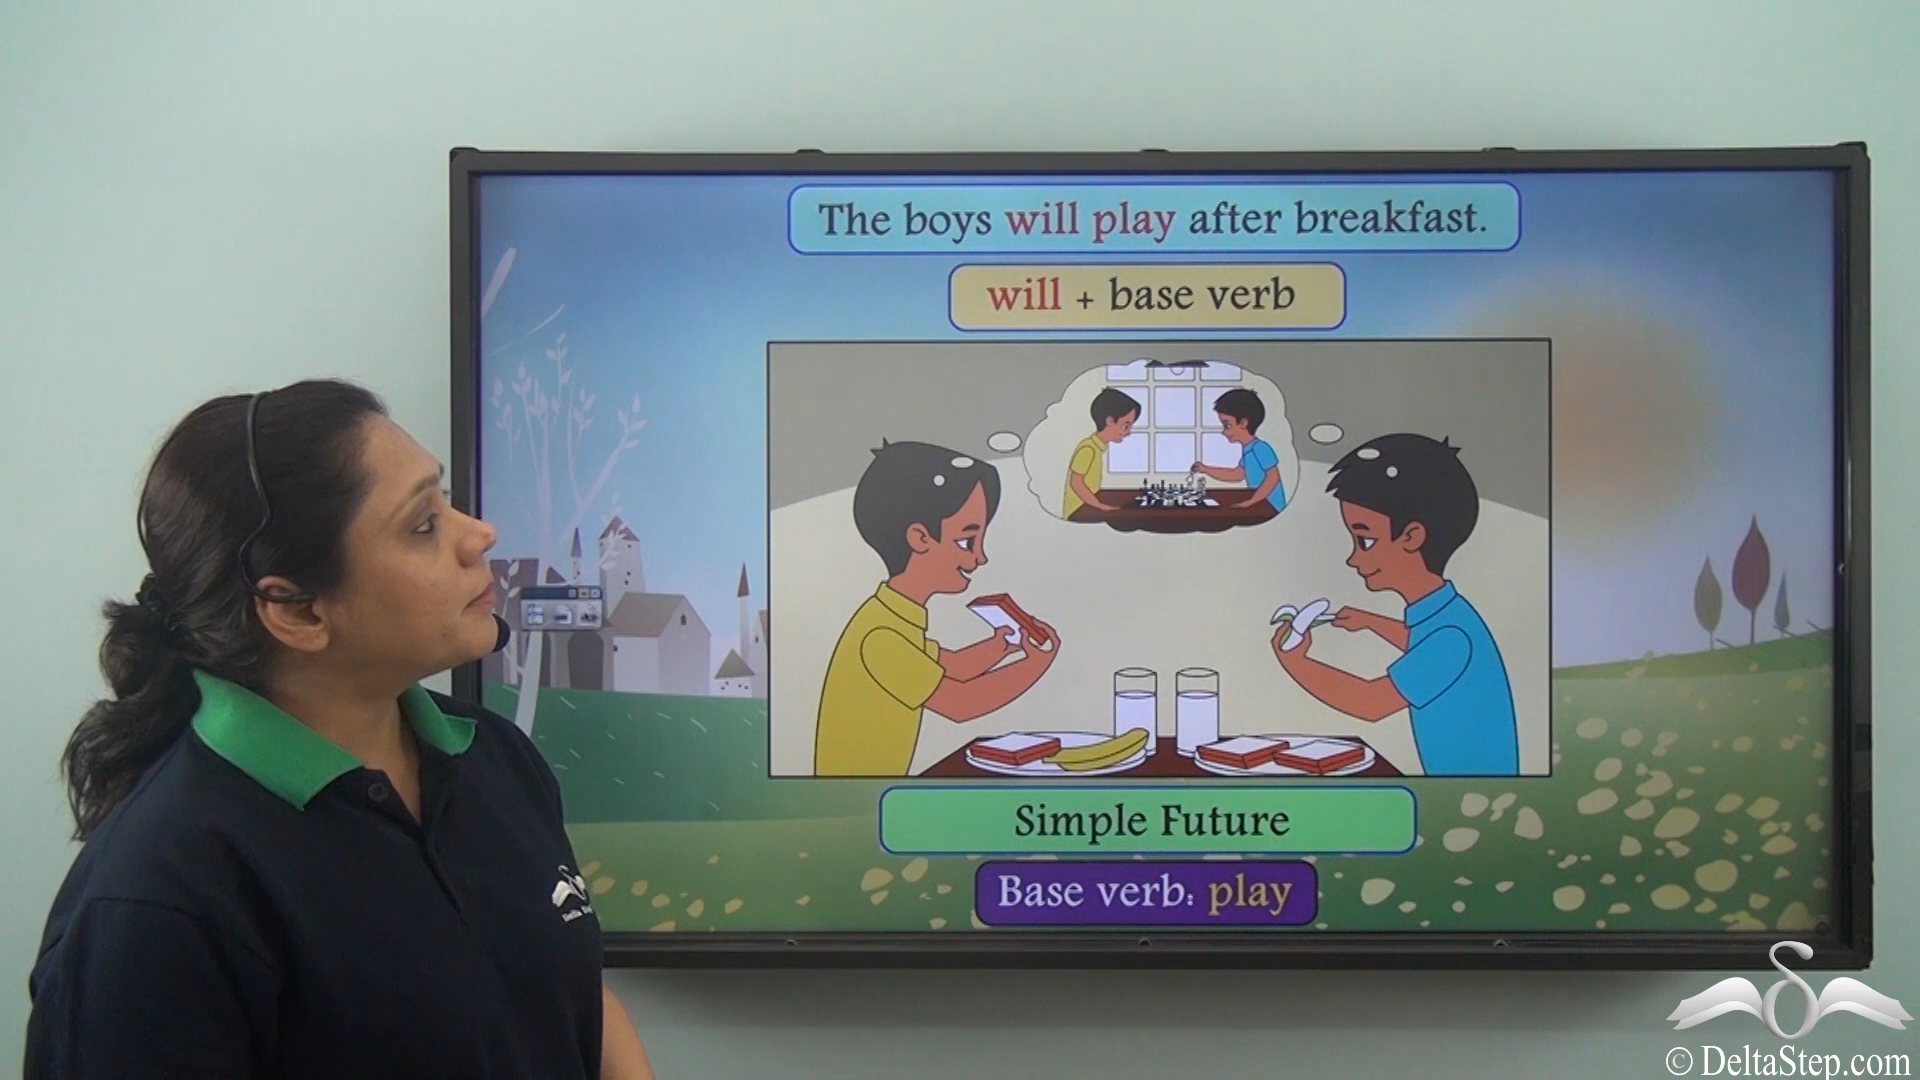 The boys will play after breakfast.
will + base verb
Simple Future
Base verb: play
© DeltaStep.com